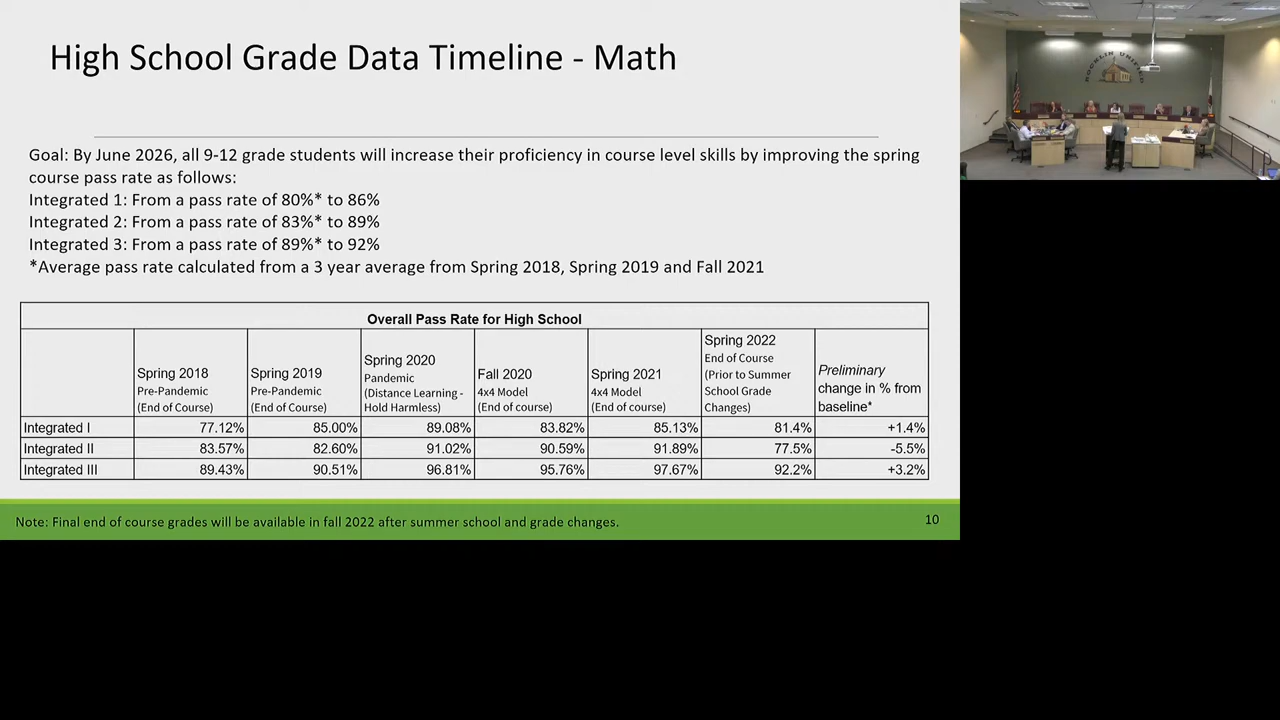 High School Grade Data Timeline - Math
Goal: By June 2026, all 9-12 grade students will increase their proficiency in course level skills by improving the spring
course pass rate as follows:
Integrated 1: From a pass rate of 80%* to 86%
Integrated 2: From a pass rate of 83%* to 89%
Integrated 3: From a pass rate of 89%* to 92%
*Average pass rate calculated from a 3 year average from Spring 2018, Spring 2019 and Fall 2021
Overall Pass Rate for High School
Spring 2018
Pre-Pandemic
(End of Course)
Spring 2019
Pre-Pandemic
(End of Course)
Spring 2020
Pandemic
(Distance Learning -
Hold Harmless)
Fall 2020
4x4 Model
(End of course)
Spring 2021
4x4 Model
(End of course)
Spring 2022
End of Course
(Prior to Summer
School Grade
Changes)
Preliminary
change in % from
baseline*
Integrated I 77.12% 85.00% 89.08% 83.82% 85.13% 81.4% +1.4%
Integrated II 83.57% 82.60% 91.02% 90.59% 91.89% 77.5% -5.5%
Integrated III 89.43% 90.51% 96.81% 95.76% 97.67% 92.2% +3.2%
Note: Final end of course grades will be available in fall 2022 after summer school and grade changes.
10
ROCKLIN UNIFIED